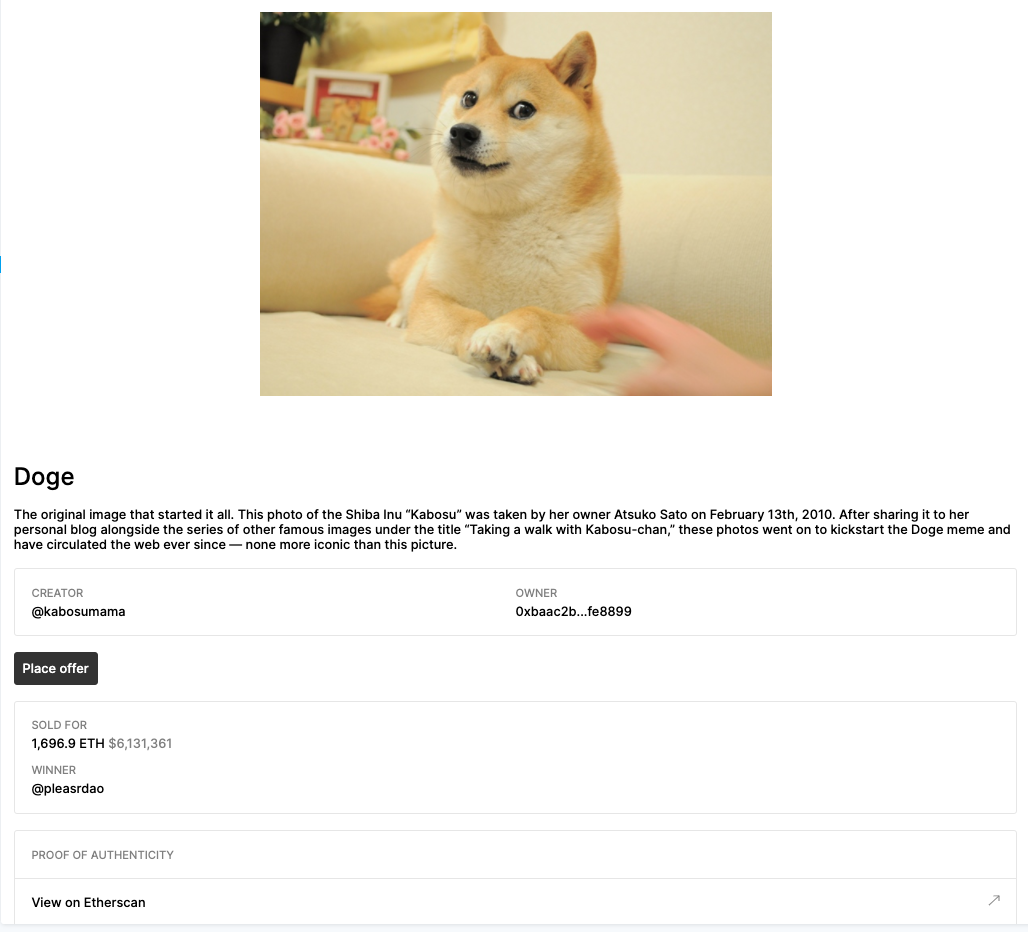 Doge
The original image that started it all. This photo of the Shiba Inu “Kabosu” was taken by her owner Atsuko Sato on February 13th, 2010. After sharing it to her
personal blog alongside the series of other famous images under the title “Taking a walk with Kabosu-chan,” these photos went on to kickstart the Doge meme and
have circulated the web ever since — none more iconic than this picture.
CREATOR
@kabosumama
OWNER
0xbaac2b...fe8899
Place offer
SOLD FOR
1,696.9 ETH $6,131,361
WINNER
@pleasrdao
PROOF OF AUTHENTICITY
View on Etherscan